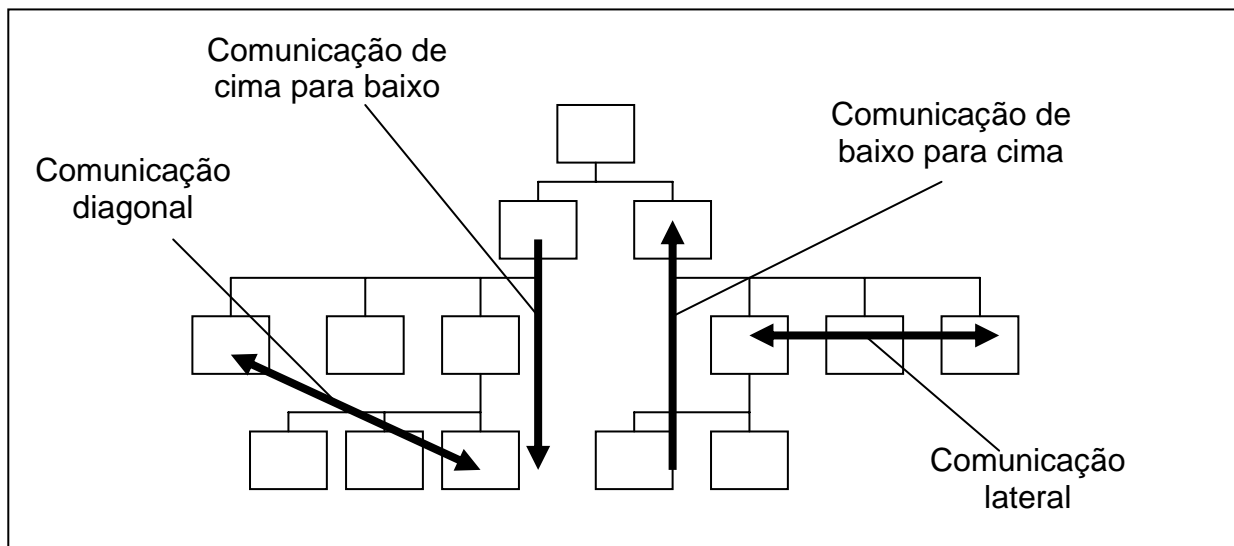 Comunicação de
cima para baixo
Comunicação de
baixo para cima
Comunicação
diagonal
Comunicação
lateral